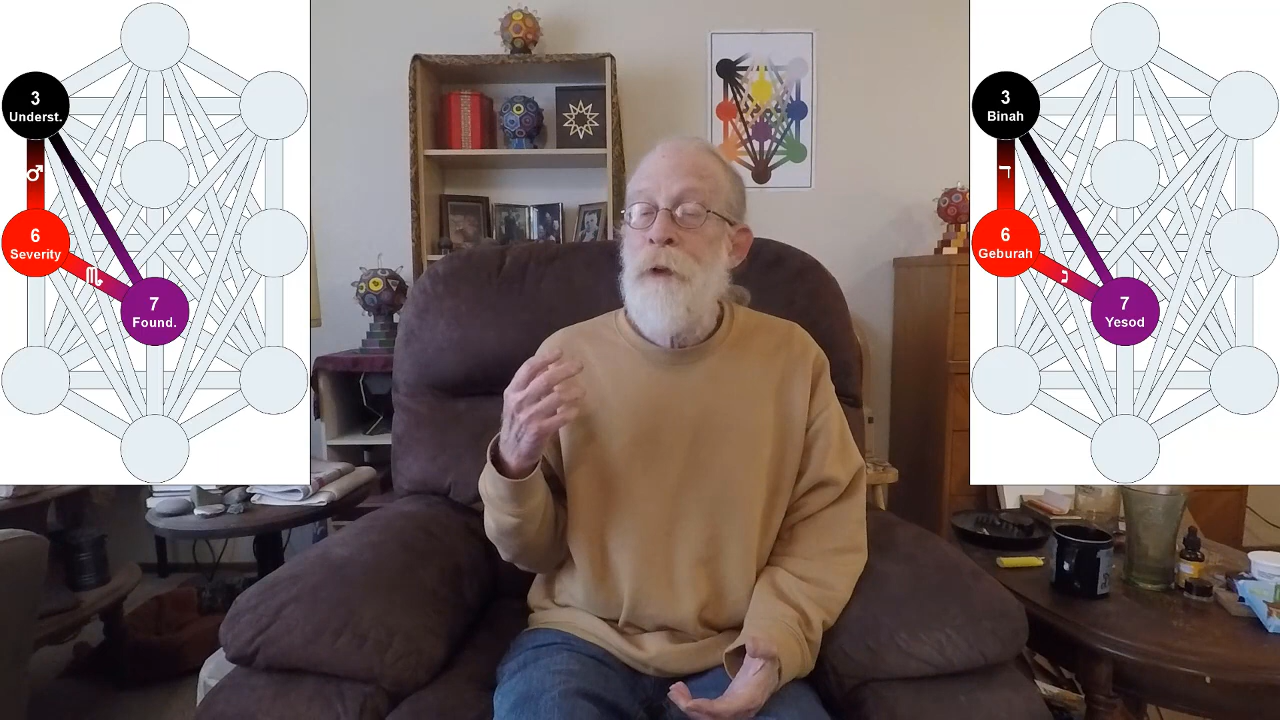 3
Underst.
♂
6
Severity
♏
7
Found.
3
Binah
ד
6
Geburah
נ
7
Yesod